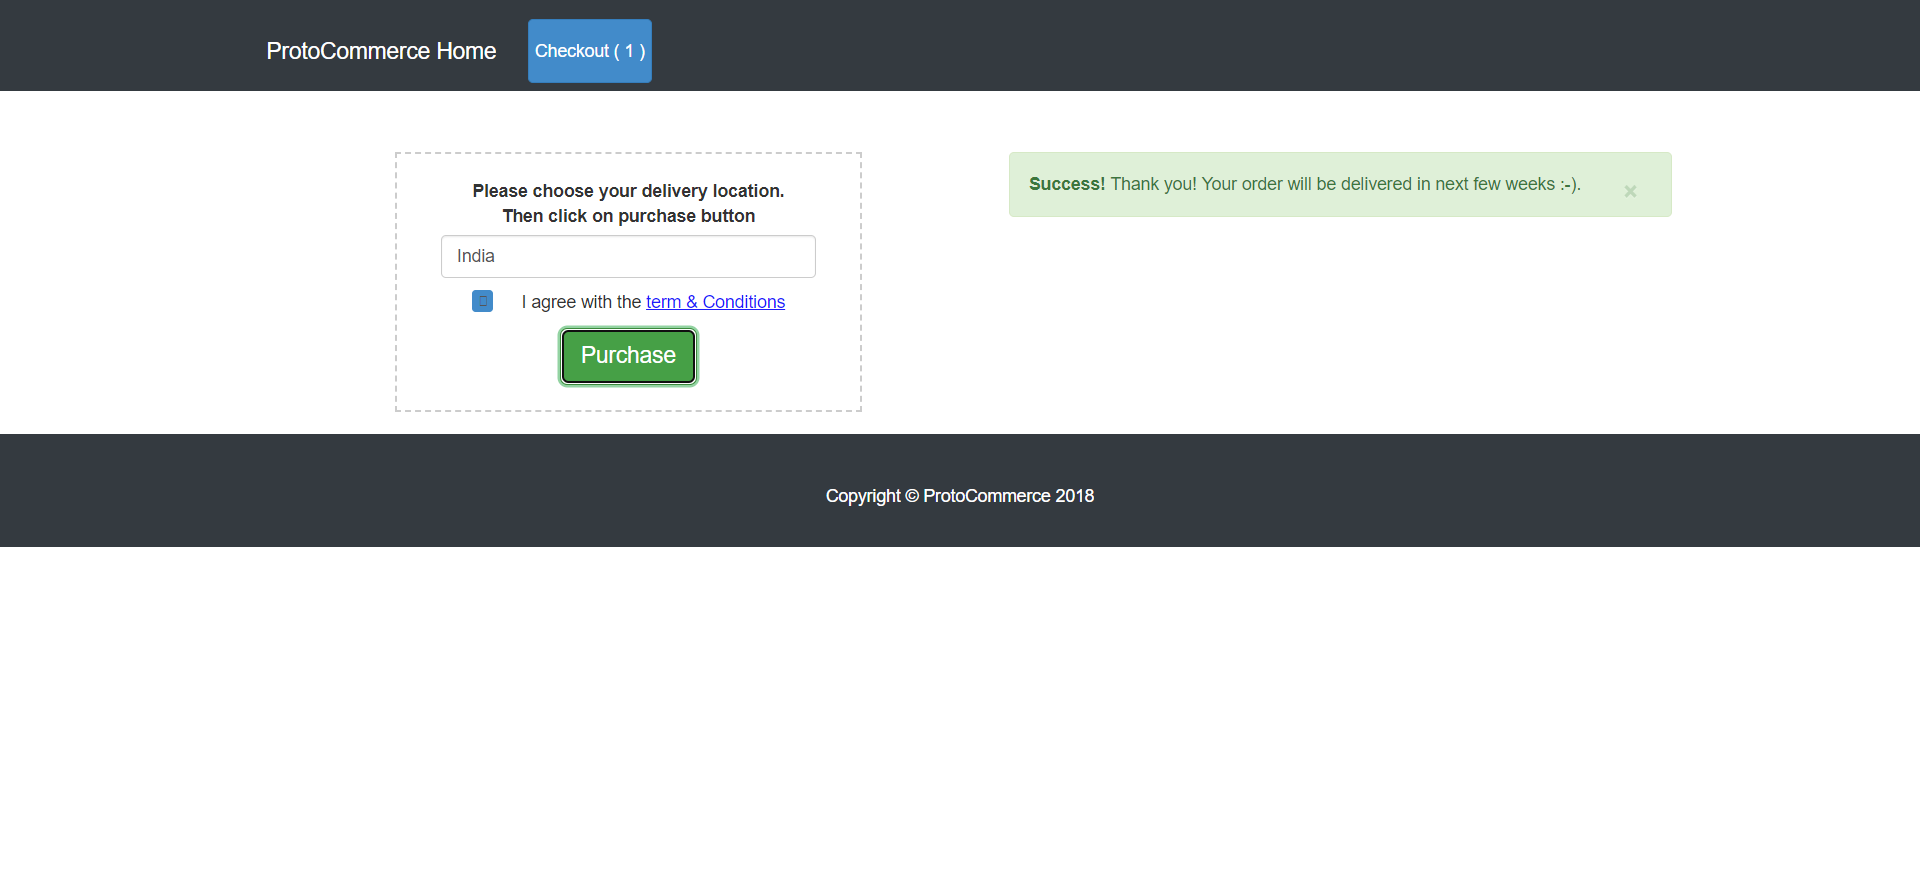 ProtoCommerce Home
Checkout ( 1 )
Please choose your delivery location.
Then click on purchase button
India
I agree with the term & Conditions
Purchase
Success! Thank you! Your order will be delivered in next few weeks :-).
×
Copyright © ProtoCommerce 2018